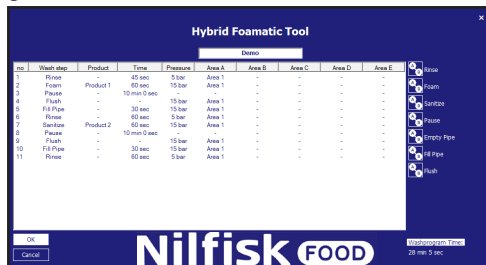 ×
Hybrid Foamatic Tool
Demo
no Wash step Product Time Pressure Area A Area B Area C Area D Area E
1 Rinse - 45 sec 5 bar Area 1 - - - -
2 Foam Product 1 60 sec 15 bar Area 1 - - - -
3 Pause - 10 min 0 sec - - - - - -
4 Flush - - 15 bar Area 1 - - - -
5 Fill Pipe - 30 sec 5 bar Area 1 - - - -
6 Rinse - 60 sec 5 bar Area 1 - - - -
7 Sanitize Product 2 60 sec 15 bar Area 1 - - - -
8 Pause - 10 min 0 sec - - - - - -
9 Flush - - 15 bar Area 1 - - - -
10 Fill Pipe - 30 sec 15 bar Area 1 - - - -
11 Rinse - 60 sec 5 bar Area 1 - - - -
Rinse
Foam
Sanitize
Pause
Empty Pipe
Fill Pipe
Flush
OK
Cancel
Nilfisk FOOD
Washprogram Time:
28 min 5 sec